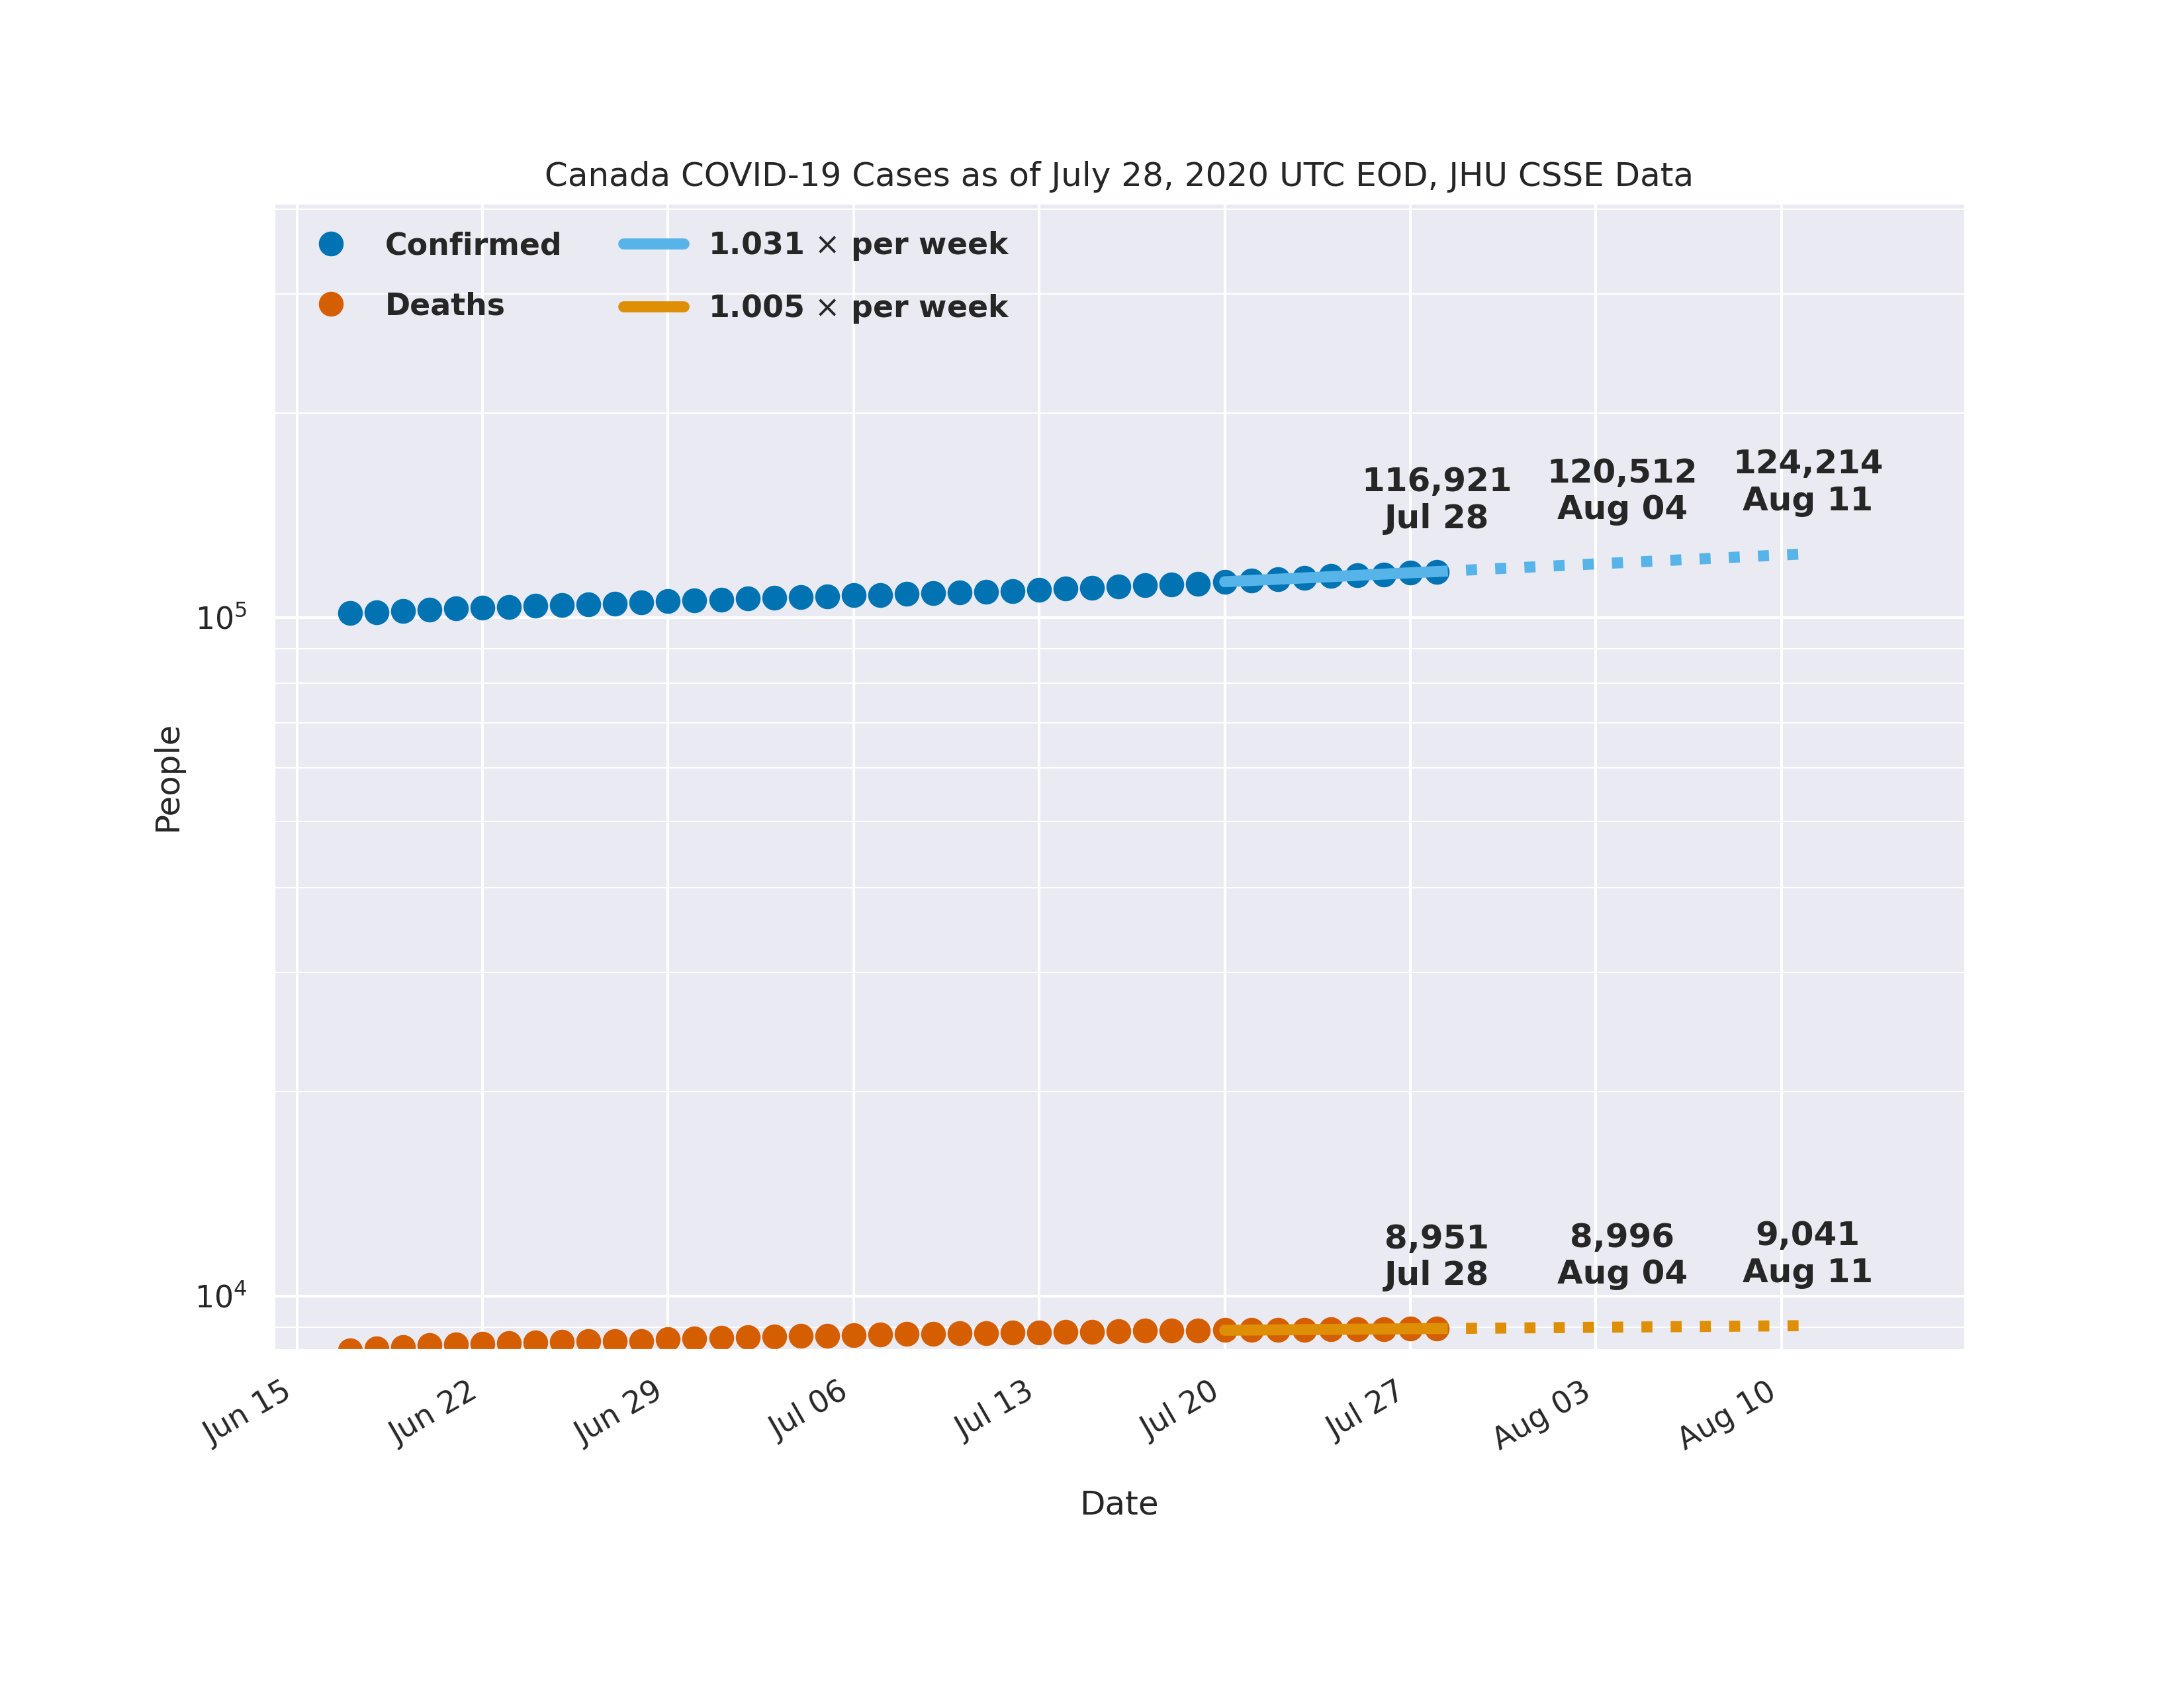 Canada COVID-19 Cases as of July 28, 2020 UTC EOD, JHU CSSE Data
Confirmed
Deaths
1.031 × per week
1.005 × per week
116,921
Jul 28
120,512
Aug 04
124,214
Aug 11
10⁵
People
8,951
Jul 28
8,996
Aug 04
9,041
Aug 11
10⁴
Jun 15
Jun 22
Jun 29
Jul 06
Jul 13
Jul 20
Jul 27
Aug 03
Aug 10
Date